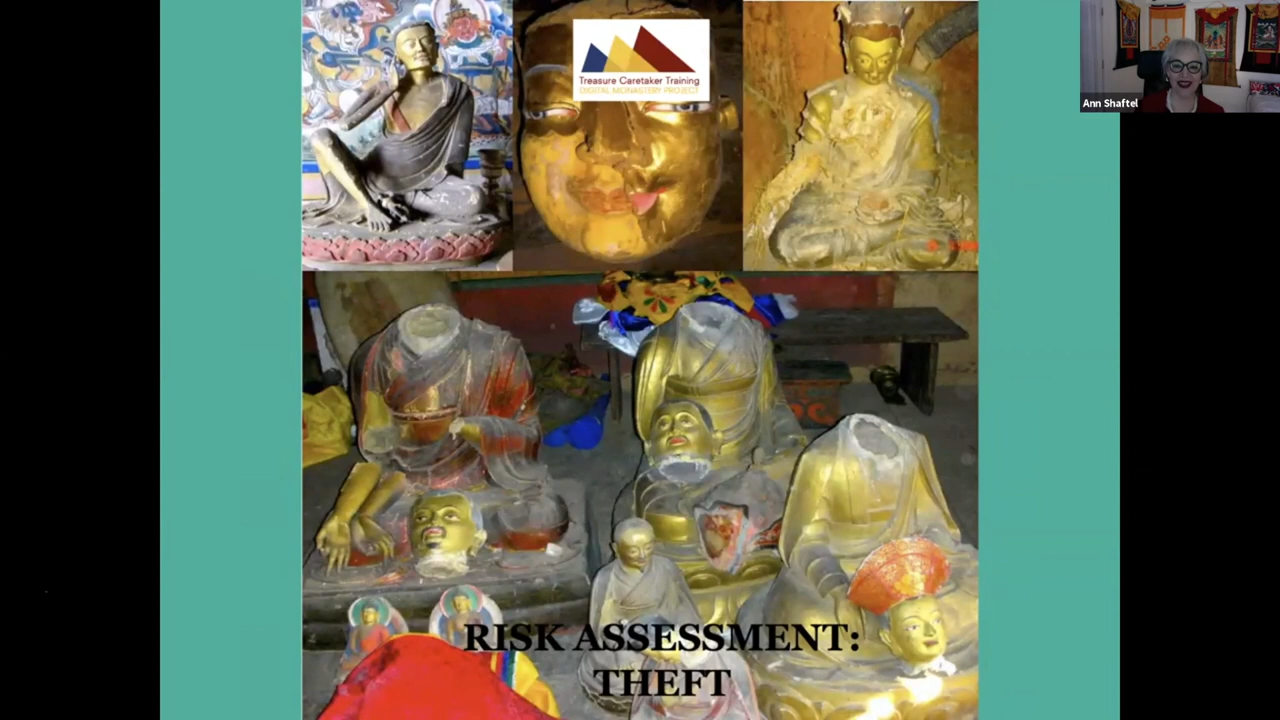 Treasure Caretaker Training
DIGITAL MONASTERY PROJECT
Ann Shaftel
RISK ASSESSMENT:
THEFT